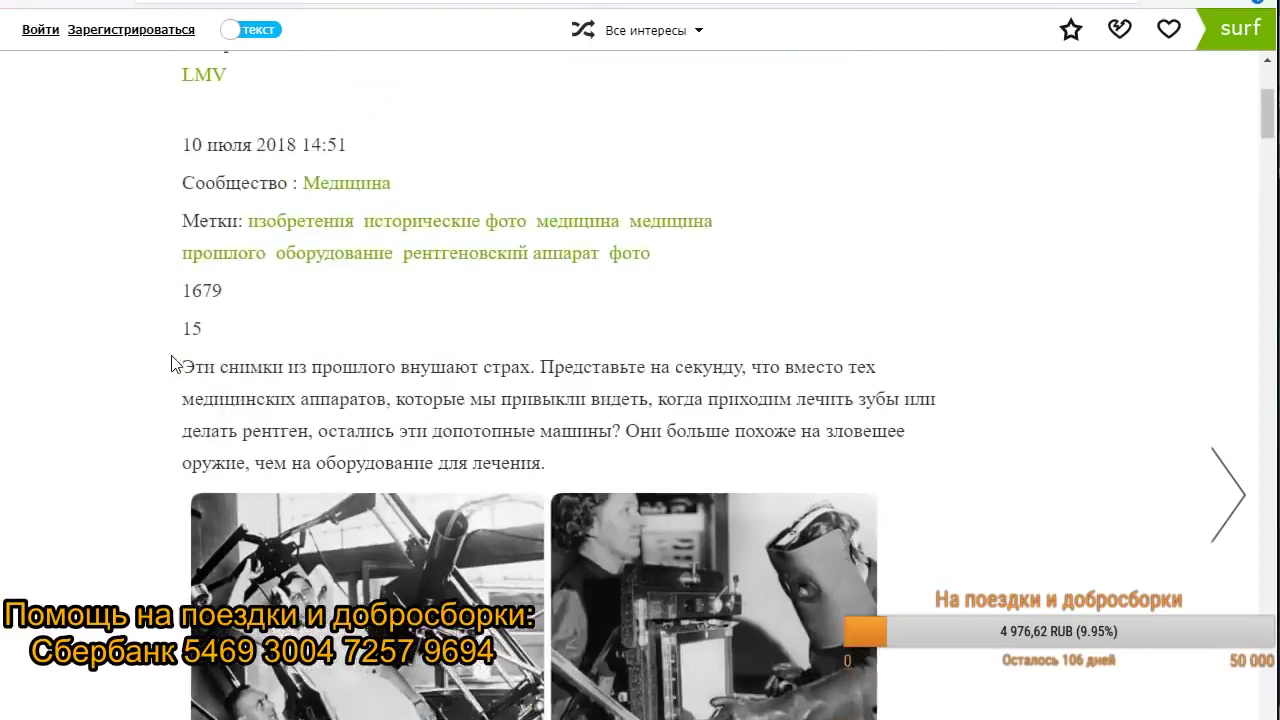 Войти Зарегистрироваться текст Все интересы surf
LMV
10 июля 2018 14:51
Сообщество : Медицина
Метки: изобретения исторические фото медицина медицина
прошлого оборудование рентгеновский аппарат фото
1679
15
Эти снимки из прошлого внушают страх. Представьте на секунду, что вместо тех
медицинских аппаратов, которые мы привыкли видеть, когда приходим лечить зубы или
делать рентген, остались эти допотопные машины? Они больше похоже на зловещее
оружие, чем на оборудование для лечения.
Помощь на поездки и добросборки:
Сбербанк 5469 3004 7257 9694
На поездки и добросборки
4 976,62 RUB (9.95%)
0 Осталось 106 дней 50 000